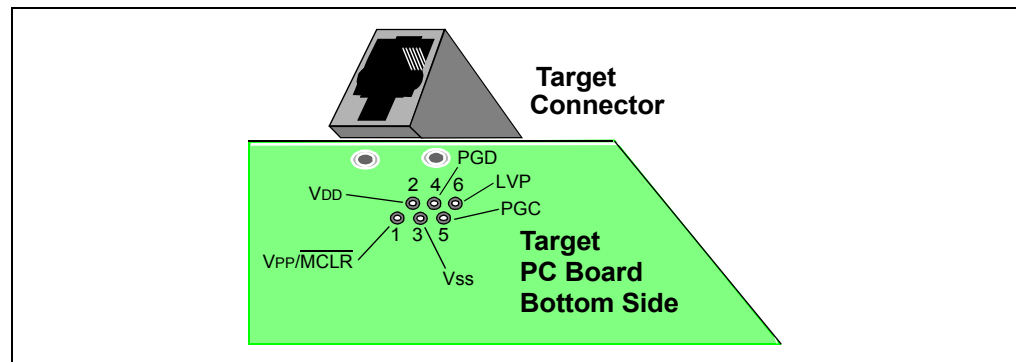 Target
Connector
PGD
2 4 6
LVP
VDD
PGC
1 3 5
VPP/MCLR
Vss
Target
PC Board
Bottom Side